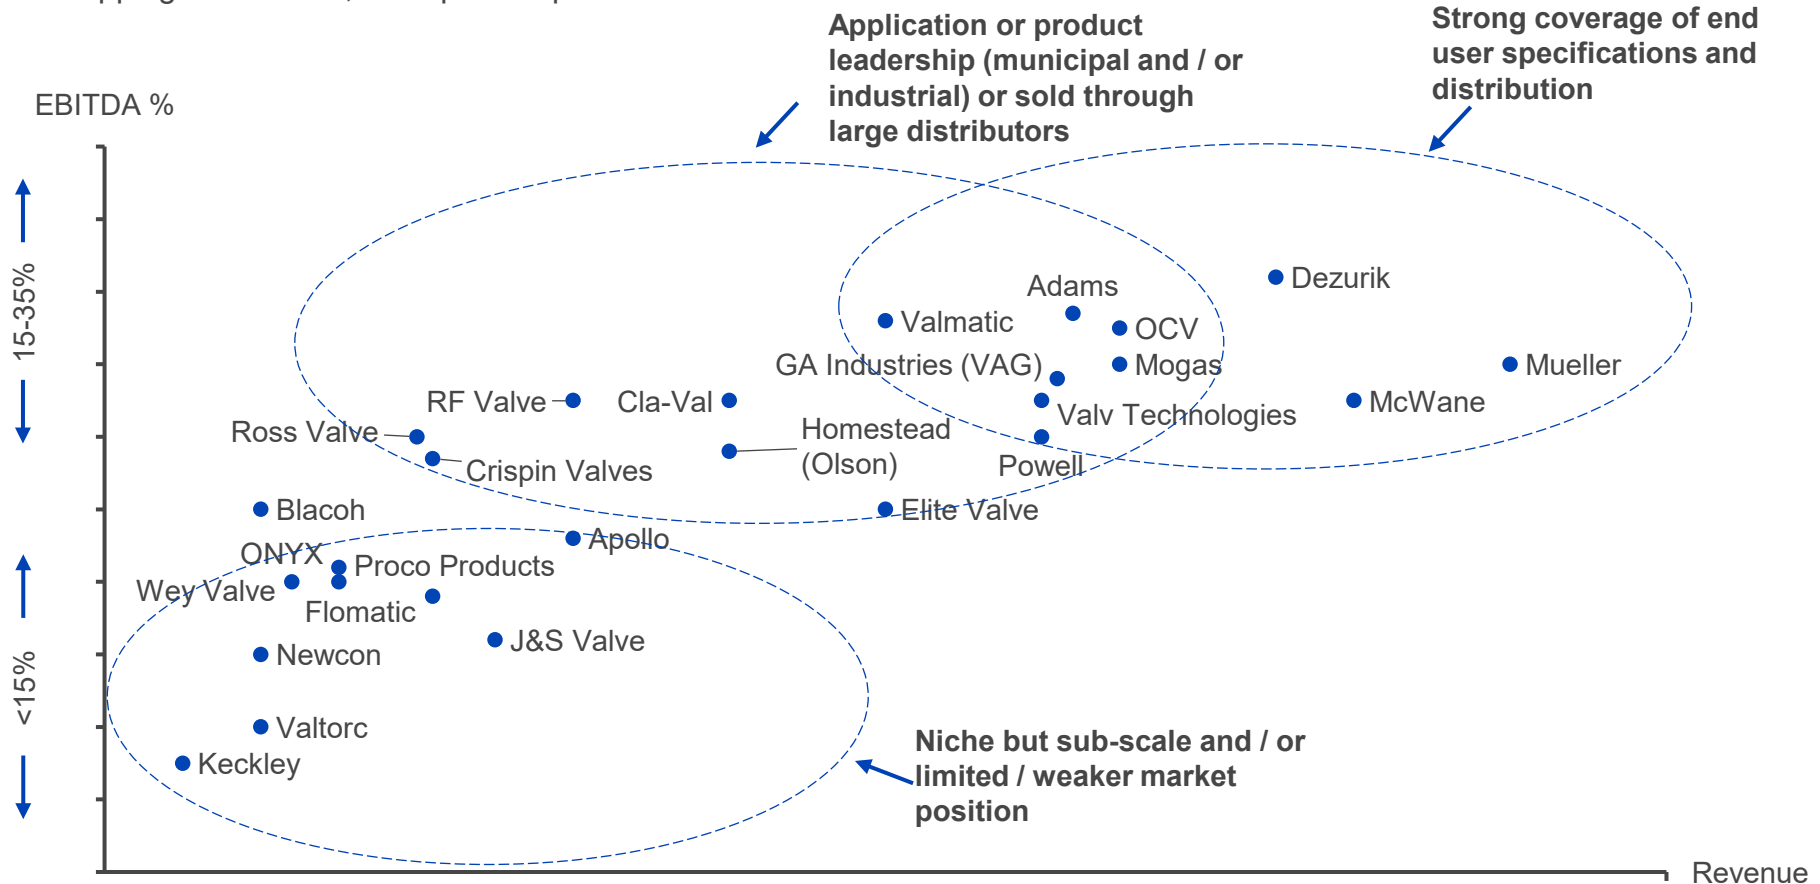 Application or product
leadership (municipal and / or
industrial) or sold through
large distributors
Strong coverage of end
user specifications and
distribution
EBITDA %
15-35%
<15%
Dezurik
Adams
Valmatic
OCV
GA Industries (VAG)
Mogas
Mueller
RF Valve
Cla-Val
McWane
Valv Technologies
Ross Valve
Homestead
(Olson)
Crispin Valves
Powell
Blacoh
Elite Valve
Apollo
ONYX
Proco Products
Wey Valve
Flomatic
J&S Valve
Newcon
Valtorc
Keckley
Niche but sub-scale and / or
limited / weaker market
position
Revenue